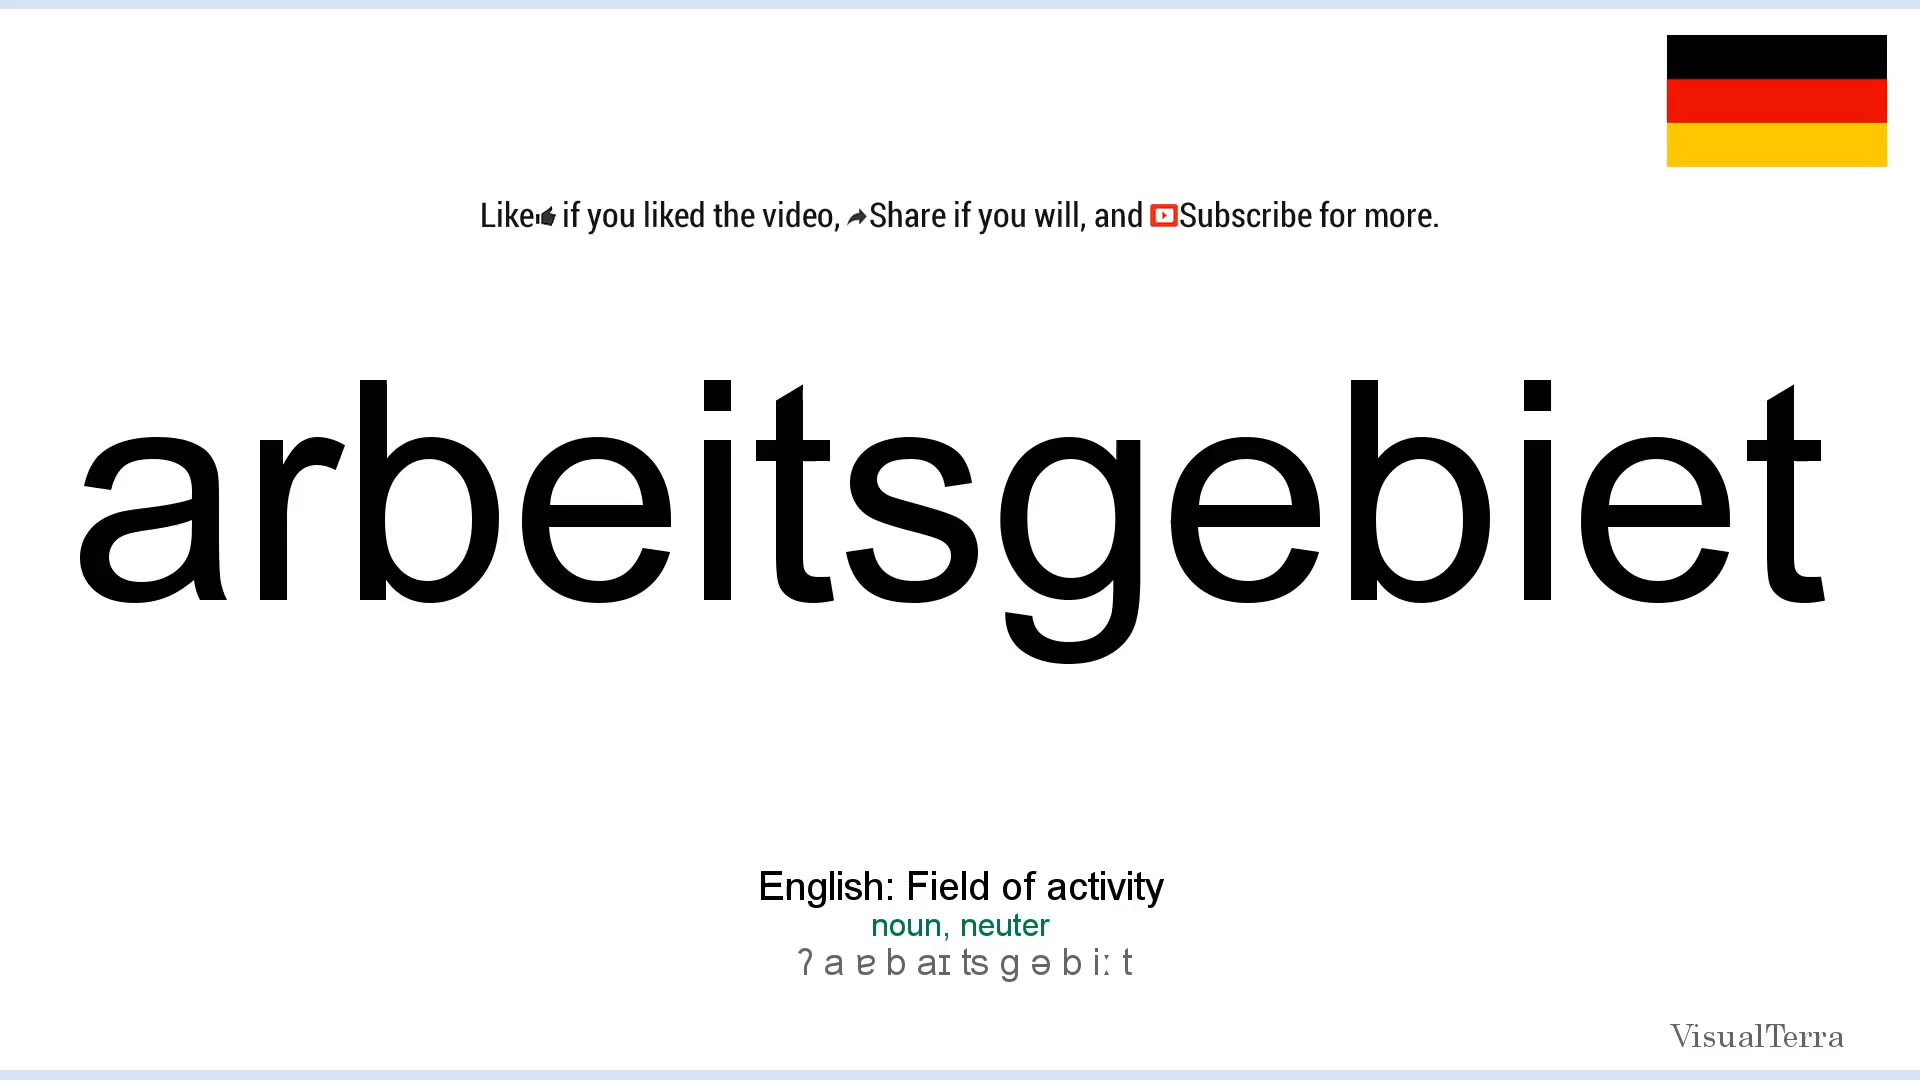 Like if you liked the video, Share if you will, and Subscribe for more.
arbeitsgebiet
English: Field of activity
noun, neuter
ʔ a ɐ b aɪ ts g ə b iː t
VisualTerra